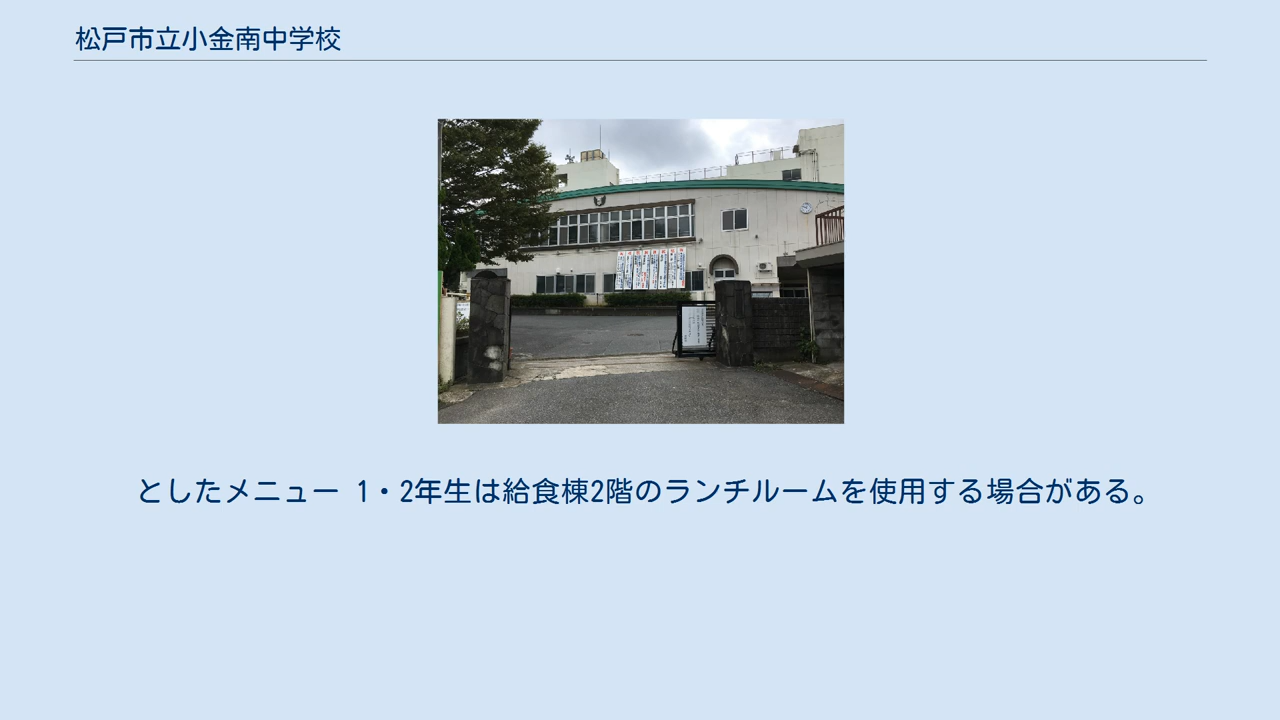 松戸市立小金南中学校
としたメニュー 1・2年生は給食棟2階のランチルームを使用する場合がある。